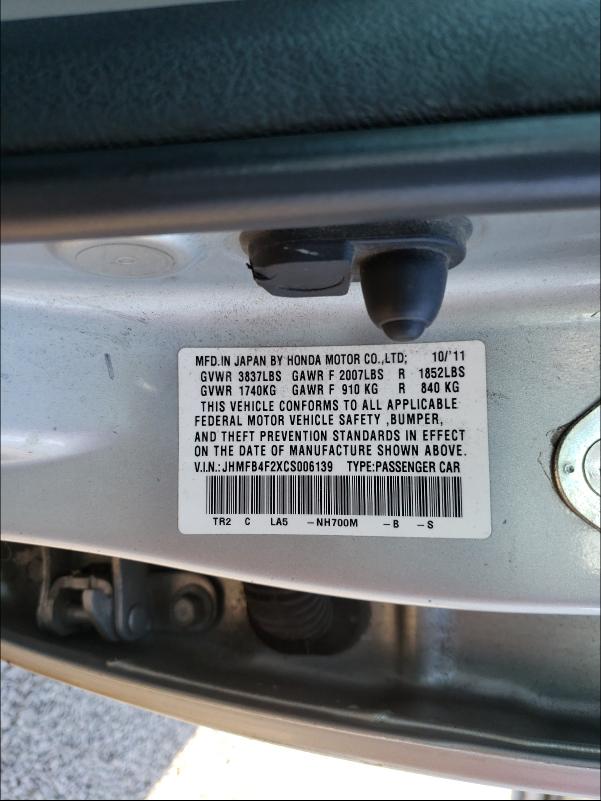 MFD.IN JAPAN BY HONDA MOTOR CO.,LTD; 10/'11
GVWR 3837LBS GAWR F 2007LBS R 1852LBS
GVWR 1740KG GAWR F 910 KG R 840 KG
THIS VEHICLE CONFORMS TO ALL APPLICABLE
FEDERAL MOTOR VEHICLE SAFETY ,BUMPER,
AND THEFT PREVENTION STANDARDS IN EFFECT
ON THE DATE OF MANUFACTURE SHOWN ABOVE.
V.I.N.:JHMFB4F2XCS006139 TYPE:PASSENGER CAR
TR2 C LA5 -NH700M -B -S